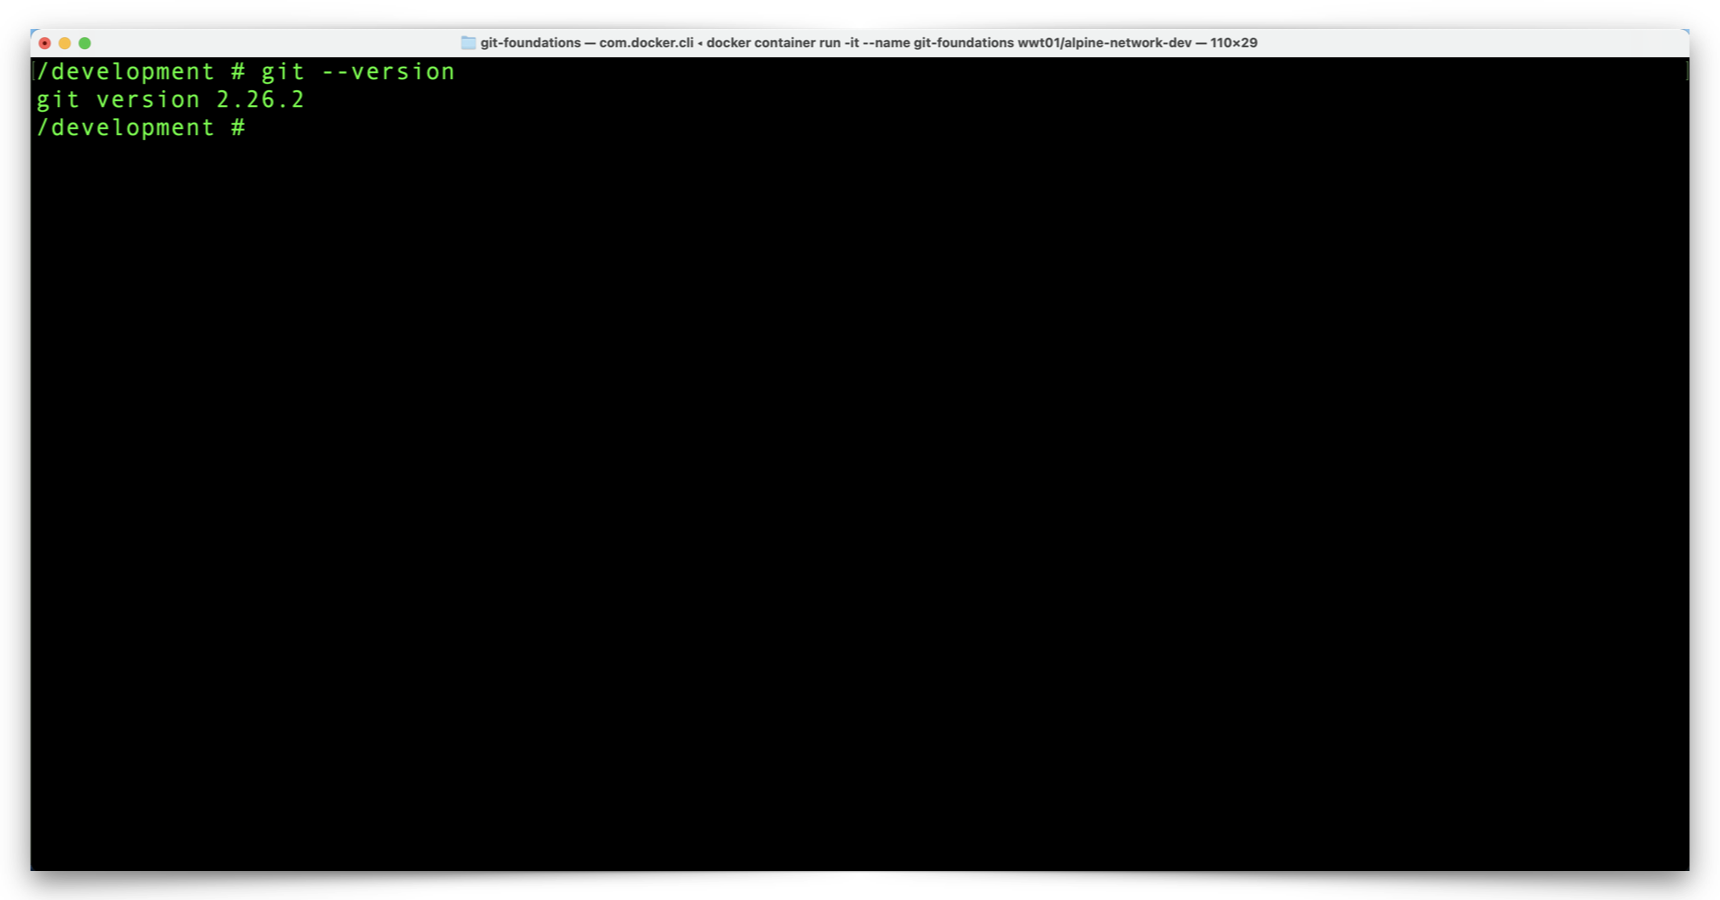 git-foundations — com.docker.cli ◂ docker container run -it --name git-foundations wwt01/alpine-network-dev — 110×29
[/development # git --version ]
git version 2.26.2
/development #